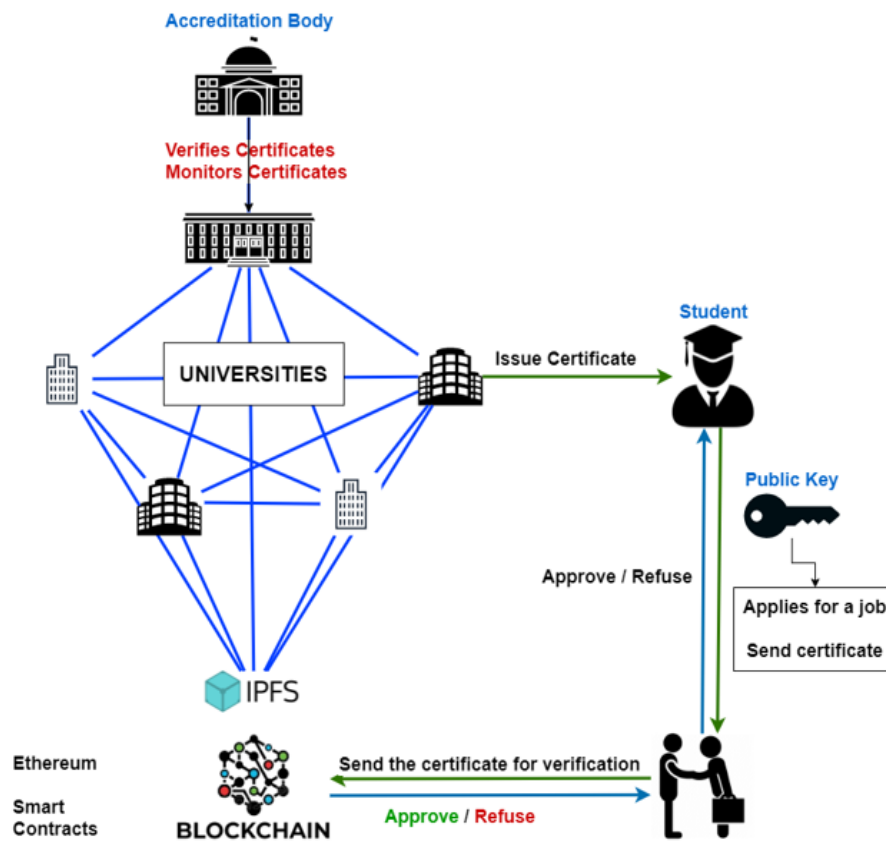 Accreditation Body
Verifies Certificates
Monitors Certificates
UNIVERSITIES
Issue Certificate
Student
Public Key
Approve / Refuse
Applies for a job
Send certificate
IPFS
Ethereum
Smart
Contracts
BLOCKCHAIN
Send the certificate for verification
Approve / Refuse